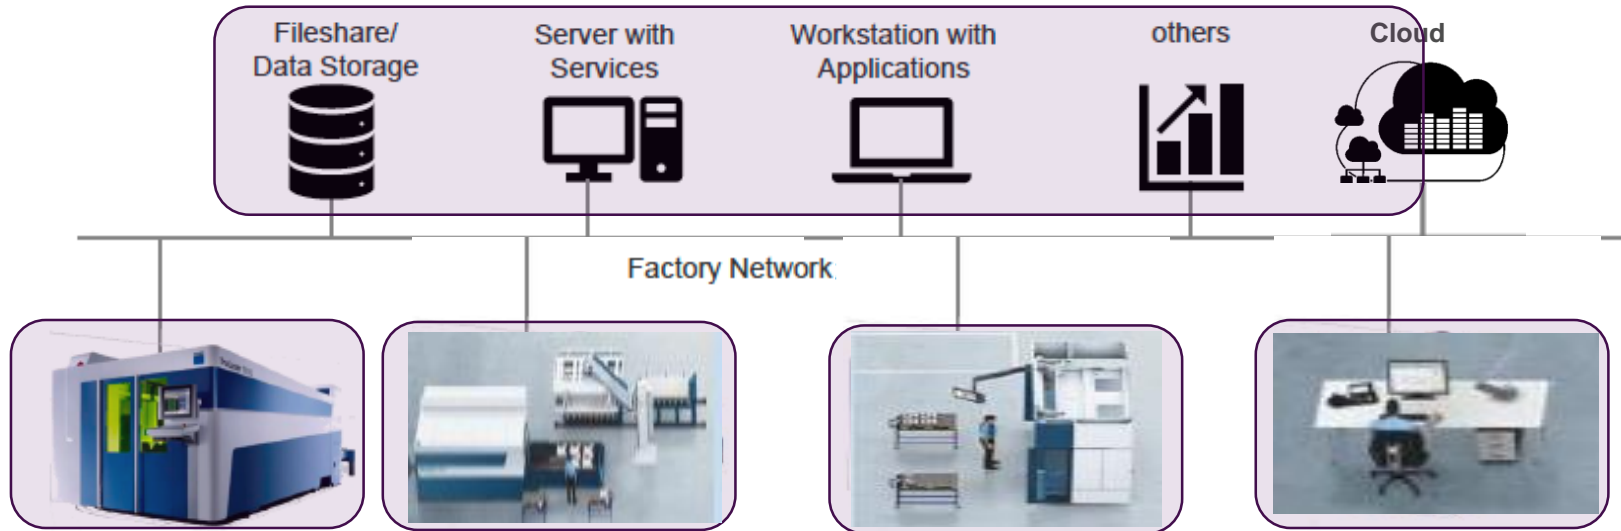 Fileshare/
Data Storage
Server with
Services
Workstation with
Applications
others
Cloud
Factory Network